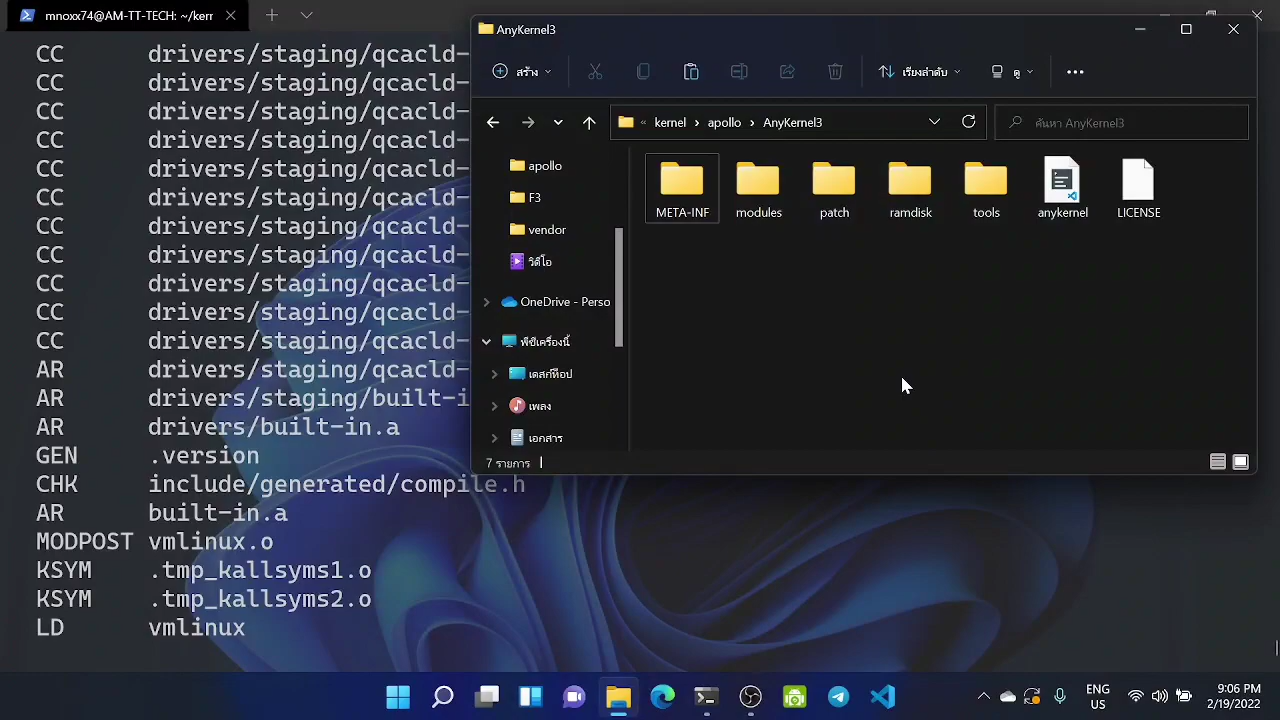 mnoxx74@AM-TT-TECH: ~/kerr
CC drivers/staging/qcacld-
CC drivers/staging/qcacld-
CC drivers/staging/qcacld-
CC drivers/staging/qcacld-
CC drivers/staging/qcacld-
CC drivers/staging/qcacld-
CC drivers/staging/qcacld-
CC drivers/staging/qcacld-
CC drivers/staging/qcacld-
CC drivers/staging/qcacld-
CC drivers/staging/qcacld-
AR drivers/staging/qcacld-
AR drivers/staging/built-i
AR drivers/built-in.a
GEN .version
CHK include/generated/compile.h
AR built-in.a
MODPOST vmlinux.o
KSYM .tmp_kallsyms1.o
KSYM .tmp_kallsyms2.o
LD vmlinux
AnyKernel3
สร้าง
เรียงลำดับ
ดู
« kernel › apollo › AnyKernel3
ค้นหา AnyKernel3
apollo
F3
vendor
วิดีโอ
OneDrive - Perso
พีซีเครื่องนี้
เดสก์ท็อป
เพลง
เอกสาร
META-INF
modules
patch
ramdisk
tools
anykernel
LICENSE
7 รายการ
ENG
US
9:06 PM
2/19/2022